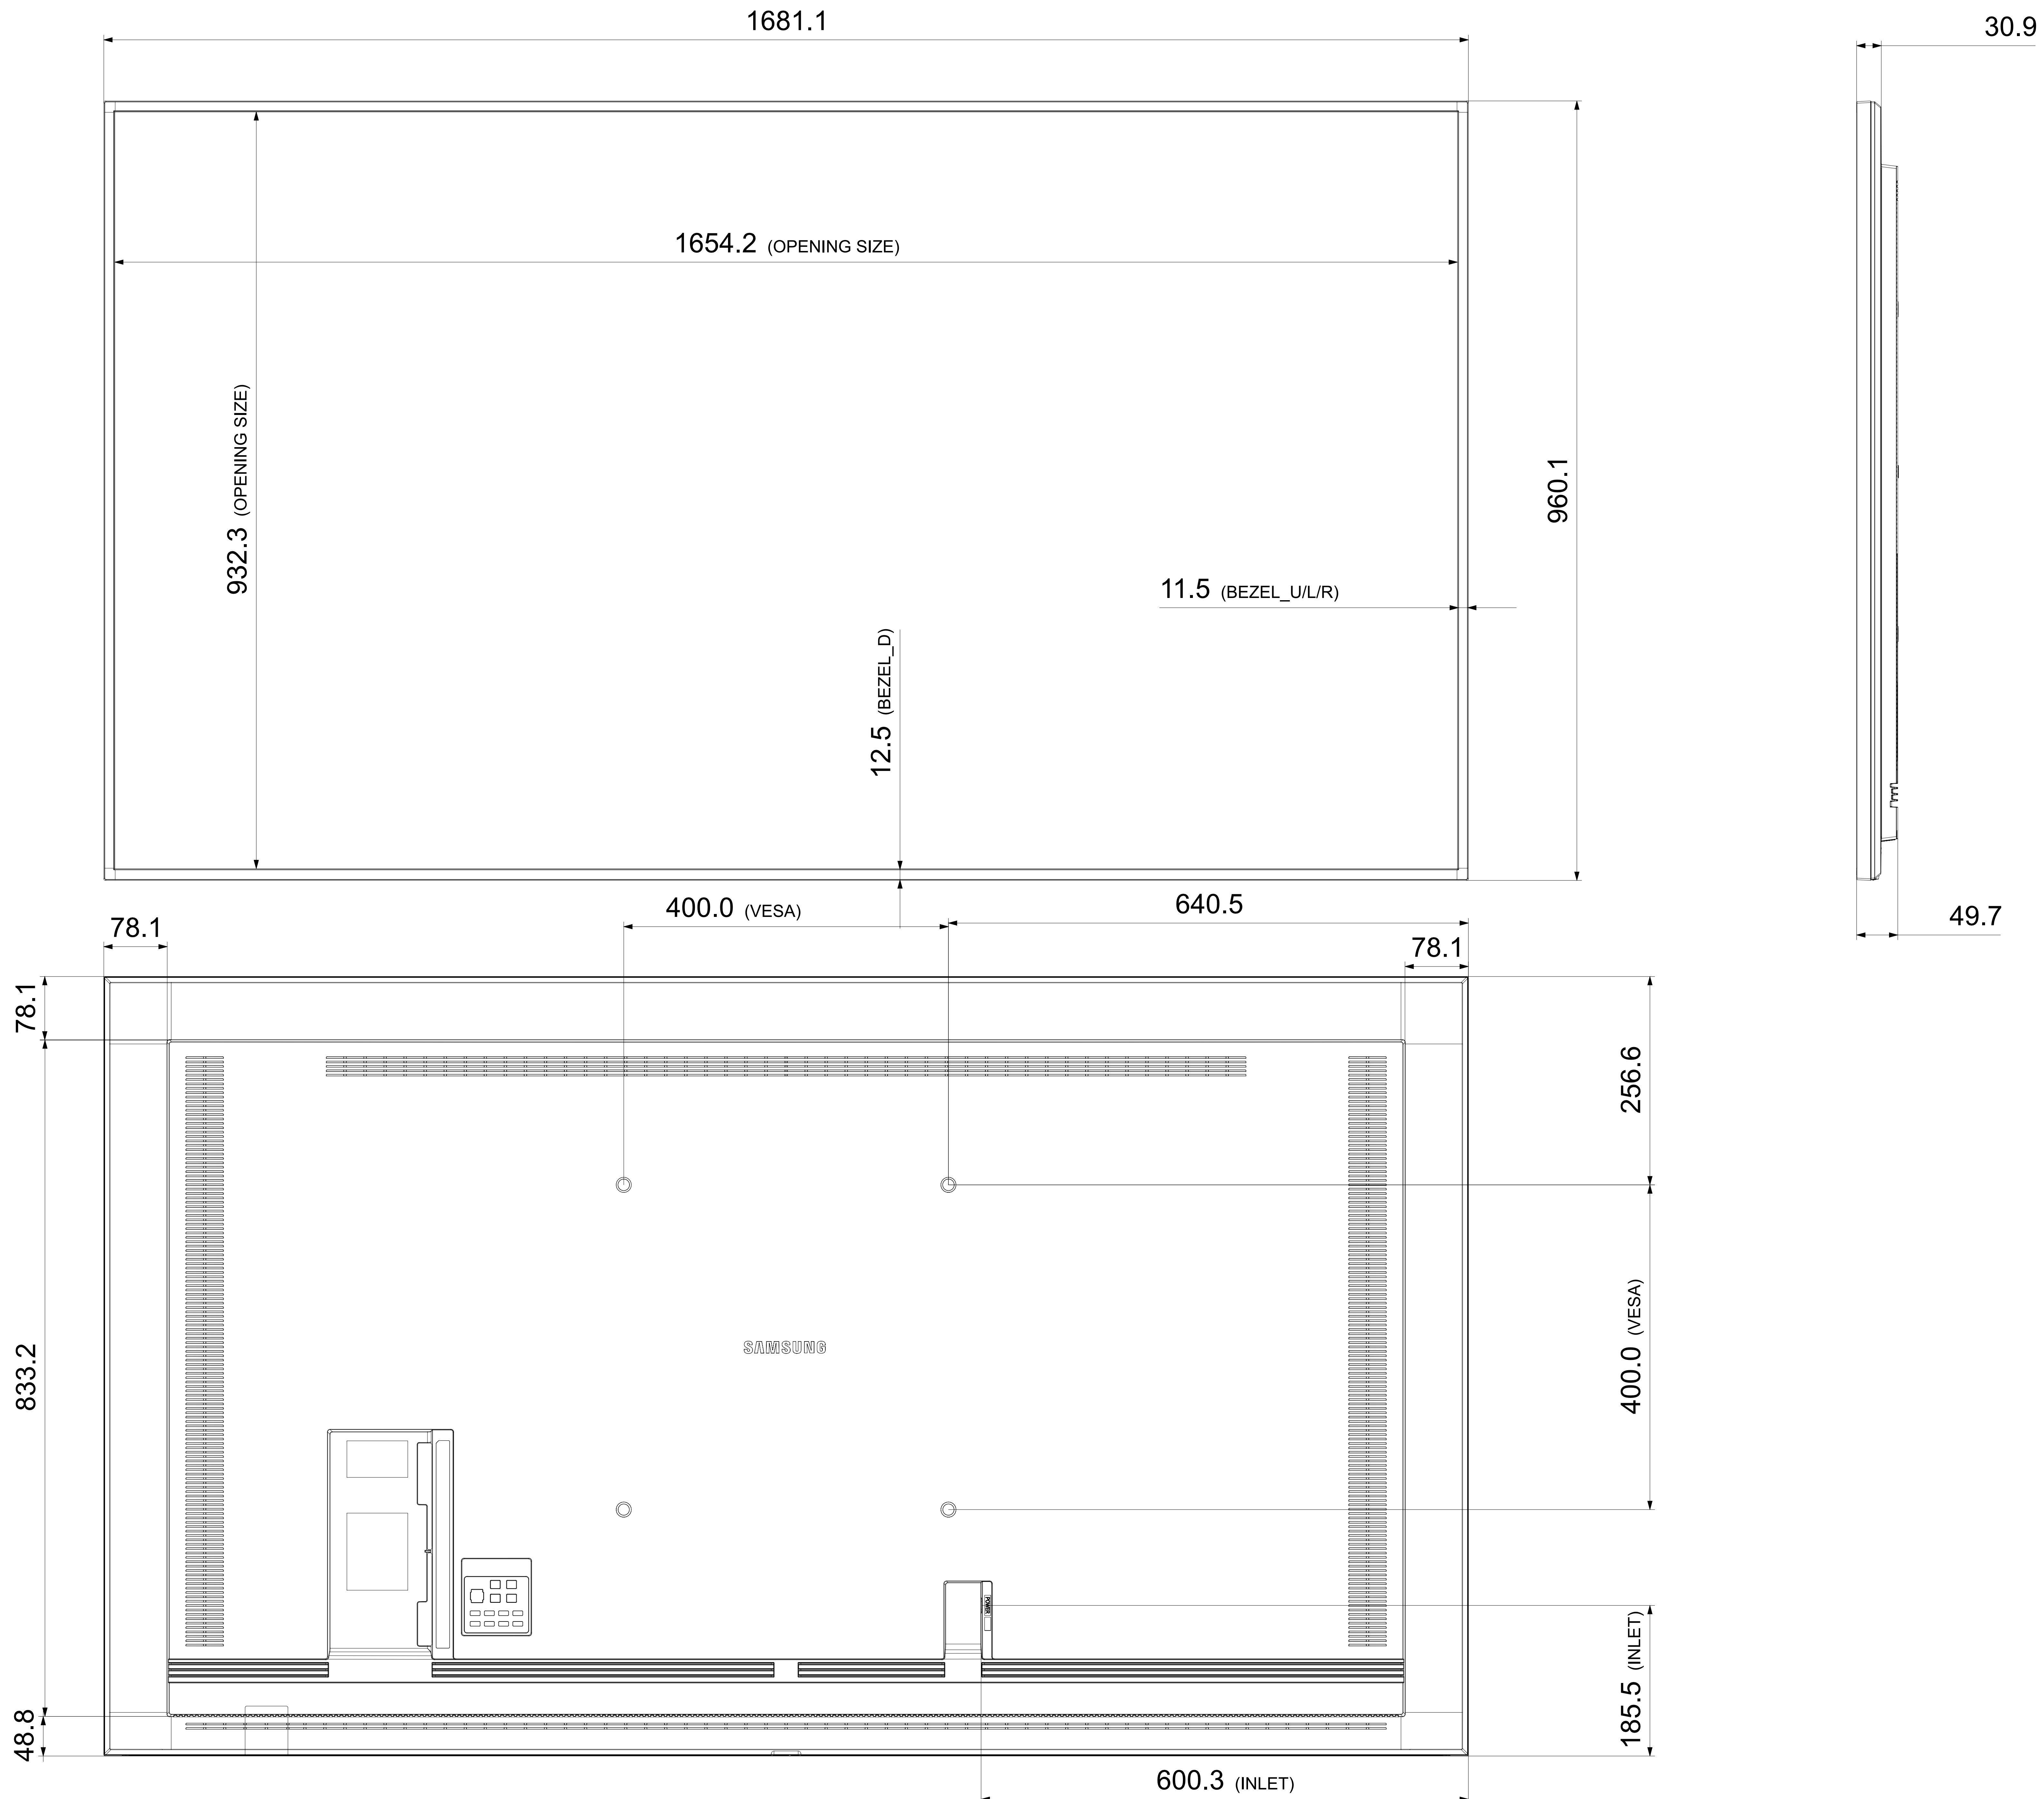 1681.1
30.9
1654.2 (OPENING SIZE)
932.3 (OPENING SIZE)
960.1
11.5 (BEZEL_U/L/R)
12.5 (BEZEL_D)
400.0 (VESA)
640.5
49.7
78.1
78.1
78.1
256.6
833.2
400.0 (VESA)
SAMSUNG
POWER
185.5 (INLET)
48.8
600.3 (INLET)